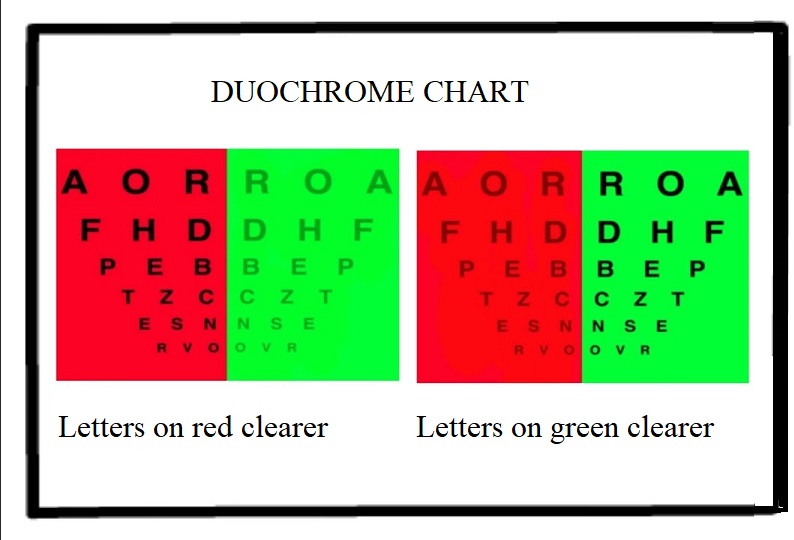 DUOCHROME CHART
A O R R O A
F H D D H F
P E B B E P
T Z C C Z T
E S N N S E
R V O O V R
Letters on red clearer
A O R R O A
F H D D H F
P E B B E P
T Z C C Z T
E S N N S E
R V O O V R
Letters on green clearer